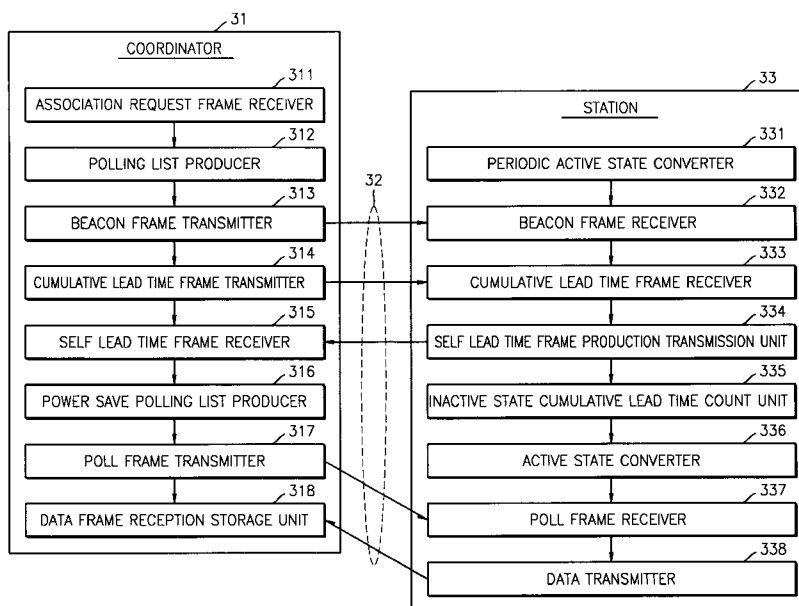 31
COORDINATOR
311
ASSOCIATION REQUEST FRAME RECEIVER
312
POLLING LIST PRODUCER
313
BEACON FRAME TRANSMITTER
314
CUMULATIVE LEAD TIME FRAME TRANSMITTER
315
SELF LEAD TIME FRAME RECEIVER
316
POWER SAVE POLLING LIST PRODUCER
317
POLL FRAME TRANSMITTER
318
DATA FRAME RECEPTION STORAGE UNIT
32
33
STATION
331
PERIODIC ACTIVE STATE CONVERTER
332
BEACON FRAME RECEIVER
333
CUMULATIVE LEAD TIME FRAME RECEIVER
334
SELF LEAD TIME FRAME PRODUCTION TRANSMISSION UNIT
335
INACTIVE STATE CUMULATIVE LEAD TIME COUNT UNIT
336
ACTIVE STATE CONVERTER
337
POLL FRAME RECEIVER
338
DATA TRANSMITTER